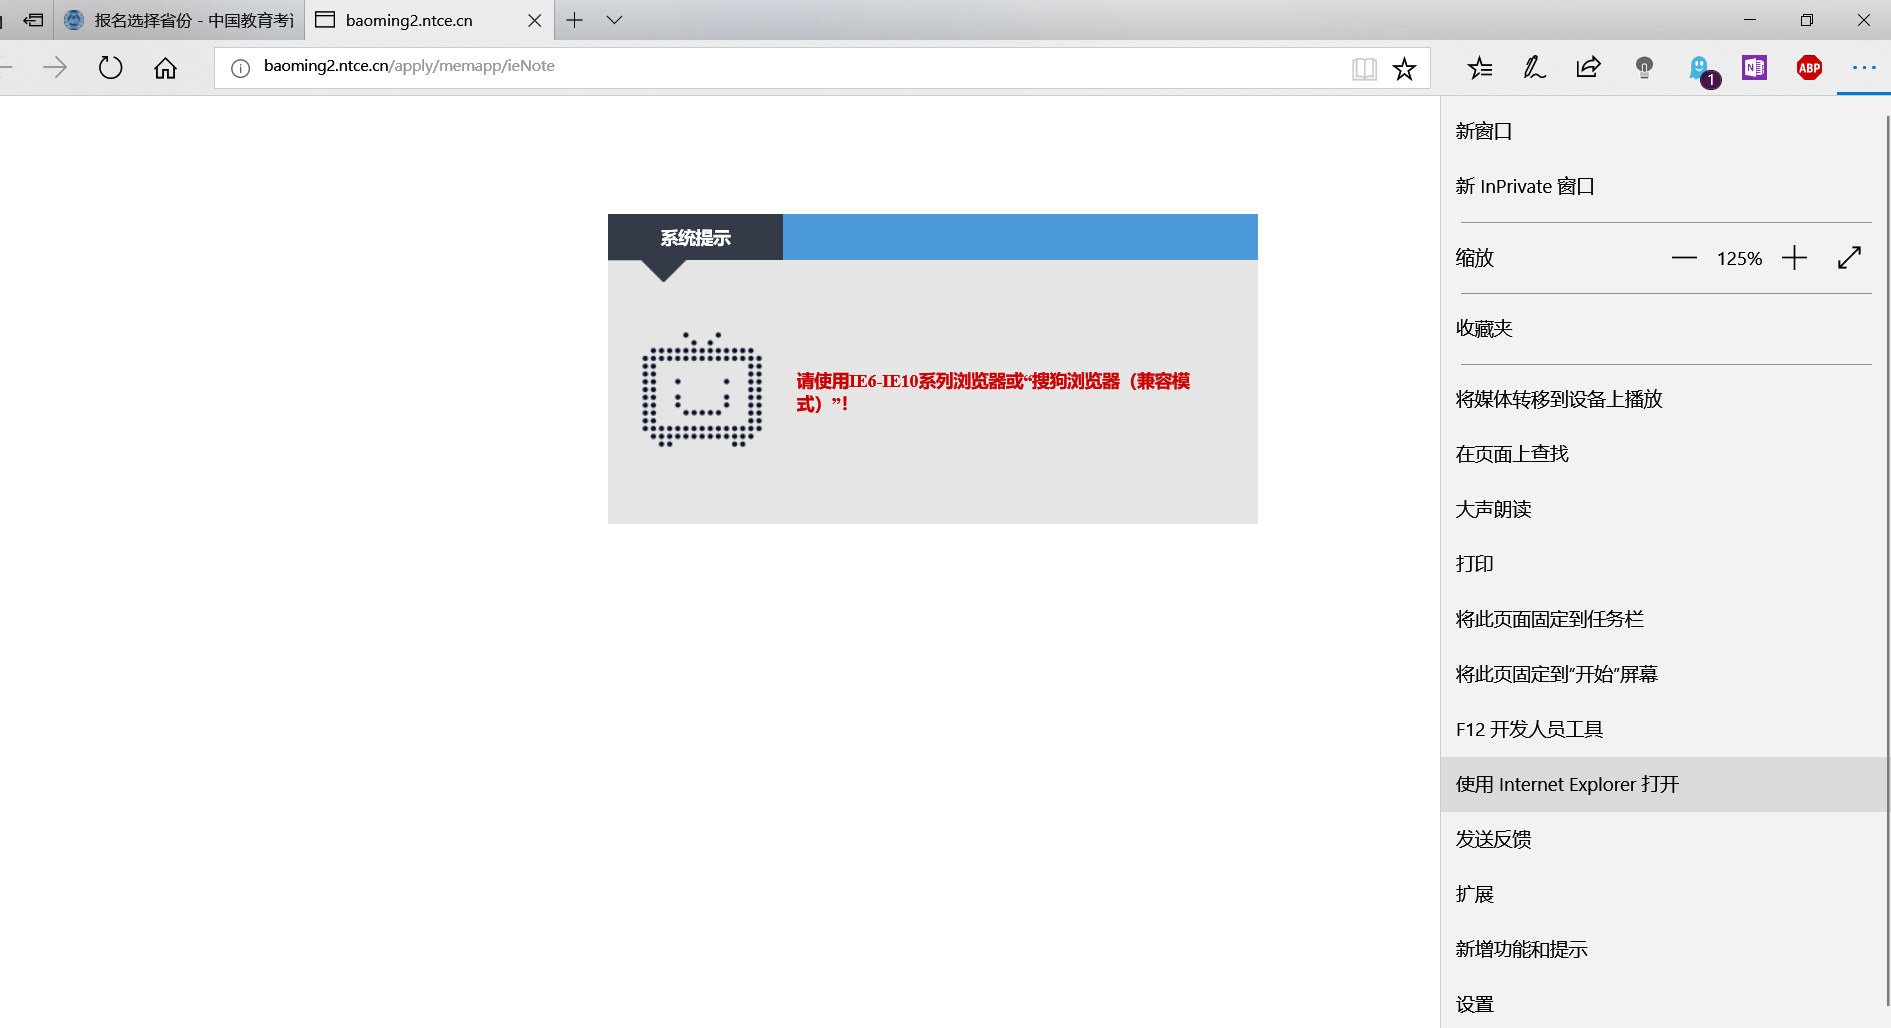 报名选择省份 - 中国教育考
baoming2.ntce.cn
baoming2.ntce.cn/apply/memapp/ieNote
1
N
ABP
新窗口
新 InPrivate 窗口
缩放
125%
收藏夹
将媒体转移到设备上播放
在页面上查找
大声朗读
打印
将此页面固定到任务栏
将此页固定到"开始"屏幕
F12 开发人员工具
使用 Internet Explorer 打开
发送反馈
扩展
新增功能和提示
设置
系统提示
请使用IE6-IE10系列浏览器或“搜狗浏览器（兼容模
式）”！